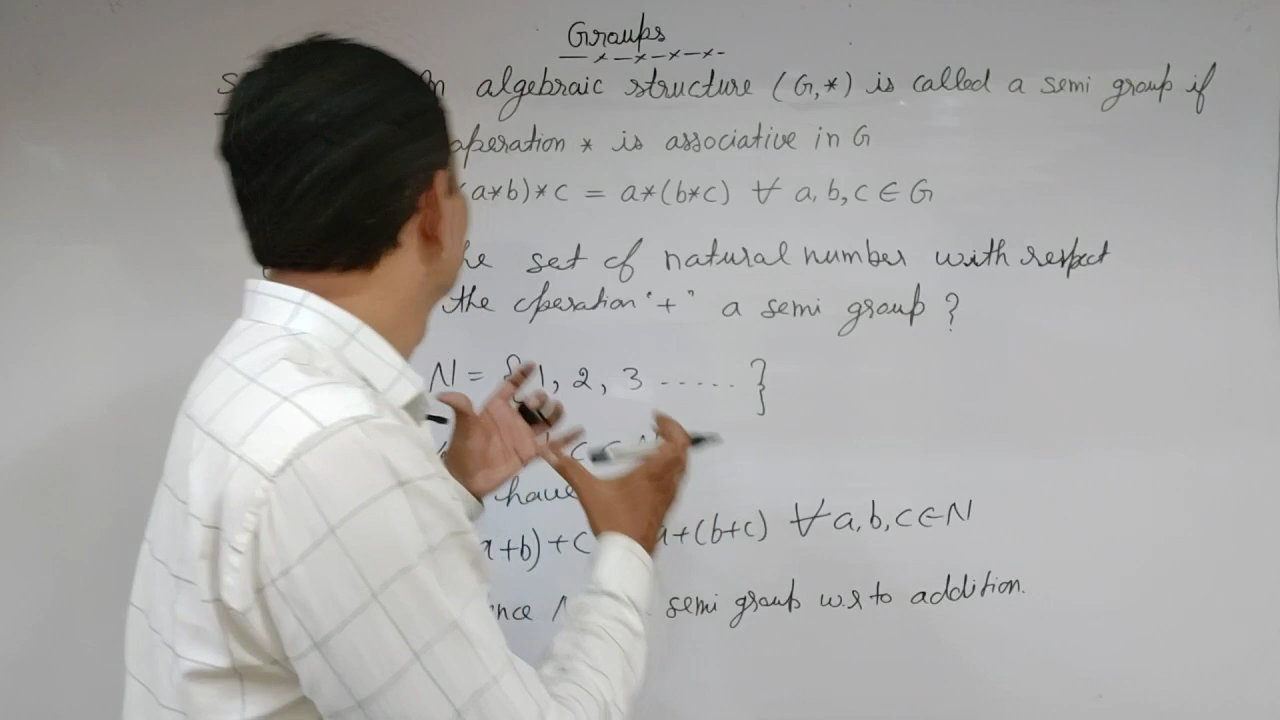 Groups
algebraic structure (G,*) is called a semi group if
operation * is associative in G
(a*b)*c = a*(b*c) ∀ a,b,c ∈ G
set of natural number with respect
the operation "+" a semi group ?
N = { 1, 2, 3 ----- }
have
+b)+c a+(b+c) ∀ a,b,c ∈ N
semi group w.r to addition.